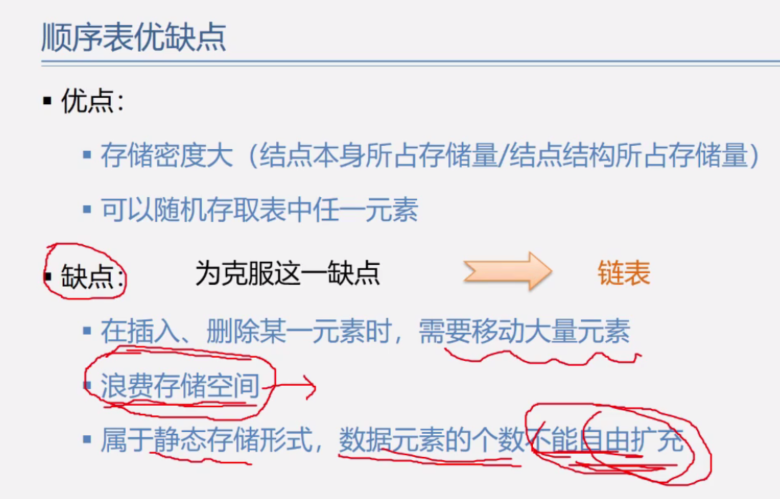 顺序表优缺点
▪ 优点：
▪ 存储密度大（结点本身所占存储量/结点结构所占存储量）
▪ 可以随机存取表中任一元素
▪ 缺点： 为克服这一缺点 链表
▪ 在插入、删除某一元素时，需要移动大量元素
▪ 浪费存储空间
▪ 属于静态存储形式，数据元素的个数不能自由扩充